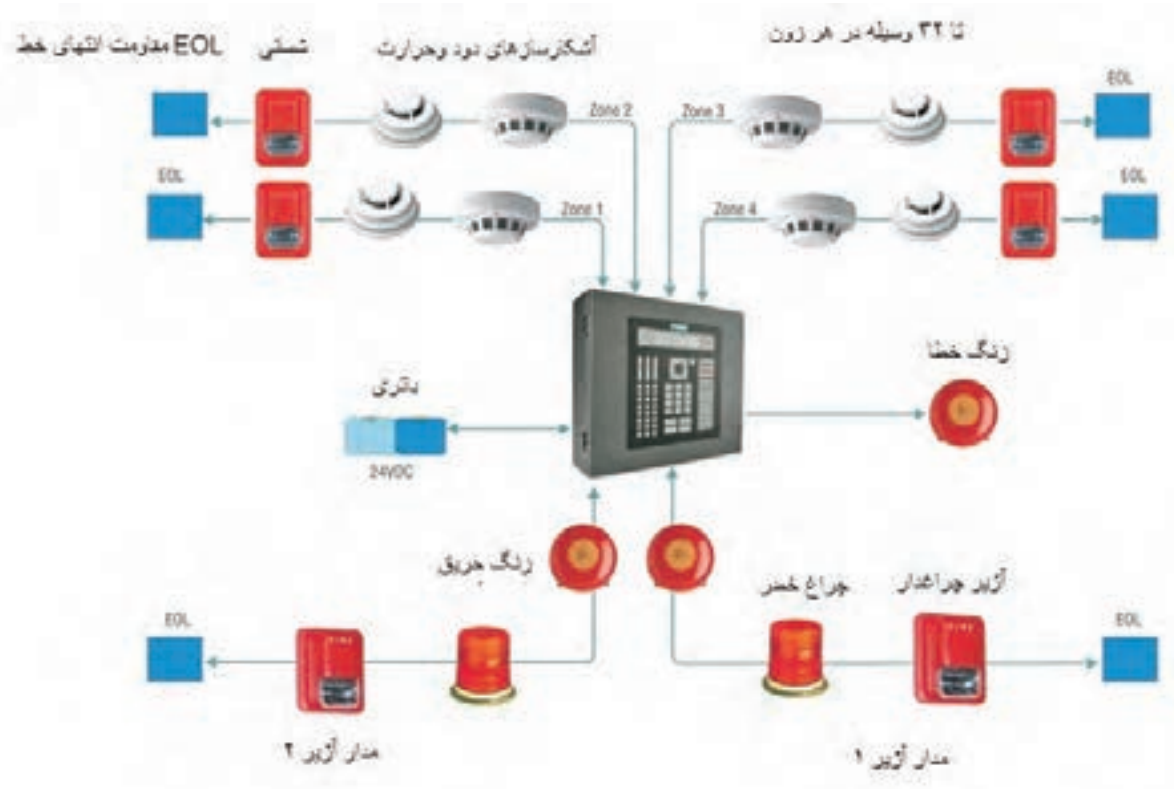 تا ۳۲ وسیله در هر زون
آشکارسازهای دود وحرارت
شستی
EOL مقاومت انتهای خط
EOL
Zone 2
Zone 3
EOL
EOL
Zone 1
Zone 4
زنگ خطا
باتری
24VDC
زنگ حریق
چراغ خطر
آژیر چراغدار
EOL
EOL
مدار آژیر ۲
مدار آژیر ۱